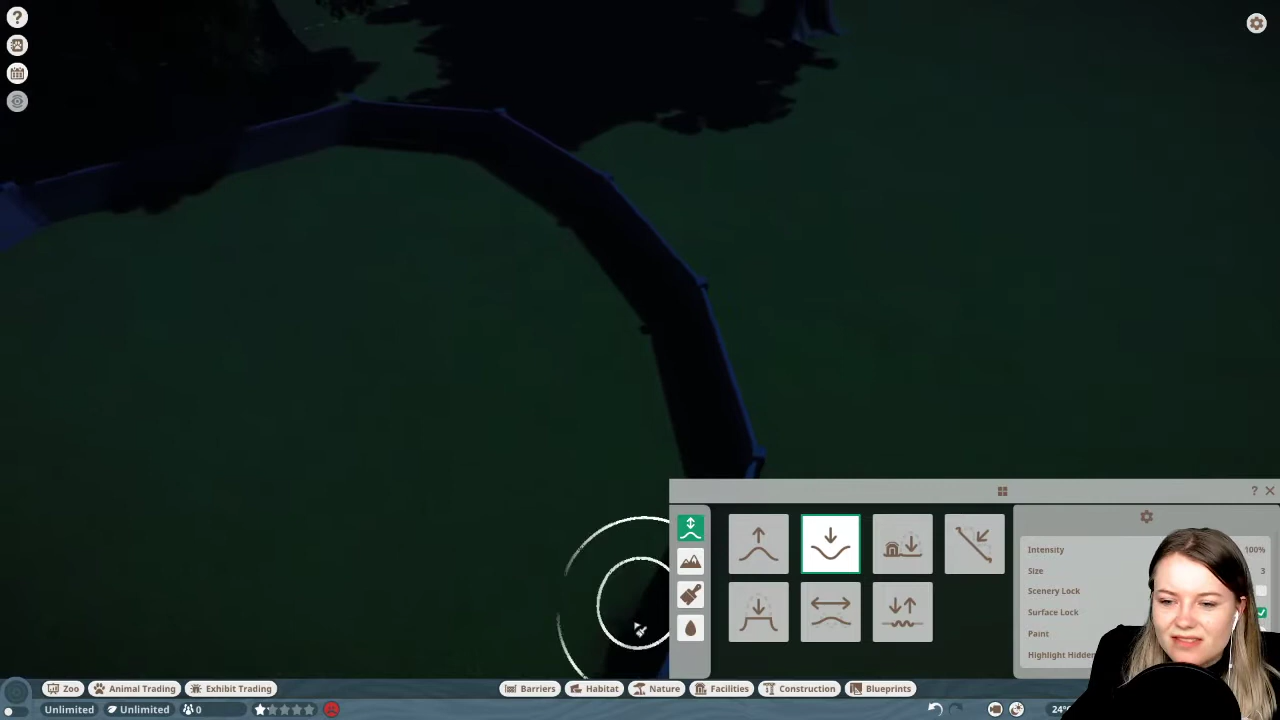 ?
? ×
Intensity 100%
Size 3
Scenery Lock
Surface Lock
Paint
Highlight Hidden
Zoo Animal Trading Exhibit Trading Barriers Habitat Nature Facilities Construction Blueprints
Unlimited Unlimited 0 24°